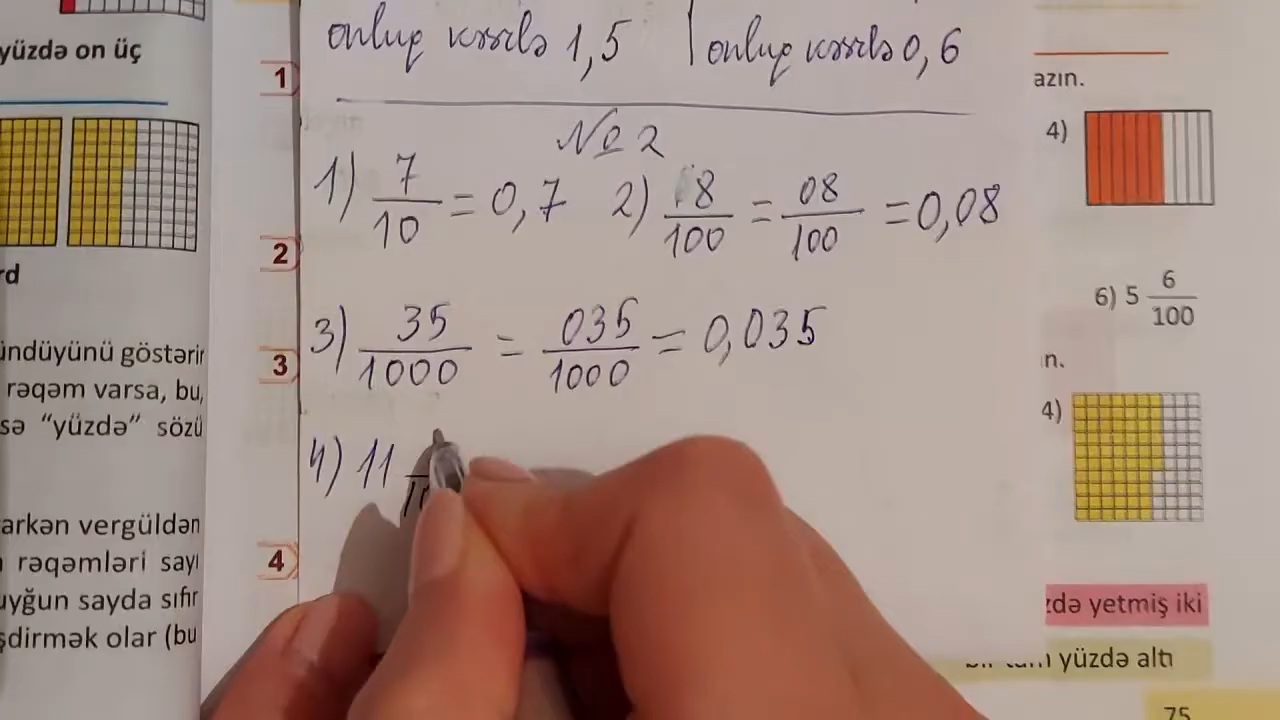 yüzdə on üç
rd
ündüyünü göstərir
rəqəm varsa, bu,
sə “yüzdə” sözü
arkən vergüldən
rəqəmləri sayı
uyğun sayda sıfır
şdirmək olar (bu
1
2
3
4
onluq kəsrlə 1,5 | onluq kəsrlə 0,6
№ 2
1) 7/10 = 0,7 2) 8/100 = 08/100 = 0,08
3) 35/1000 = 035/1000 = 0,035
4) 11
azın.
4)
6) 5 6/100
n.
4)
zdə yetmiş iki
yüzdə altı
75